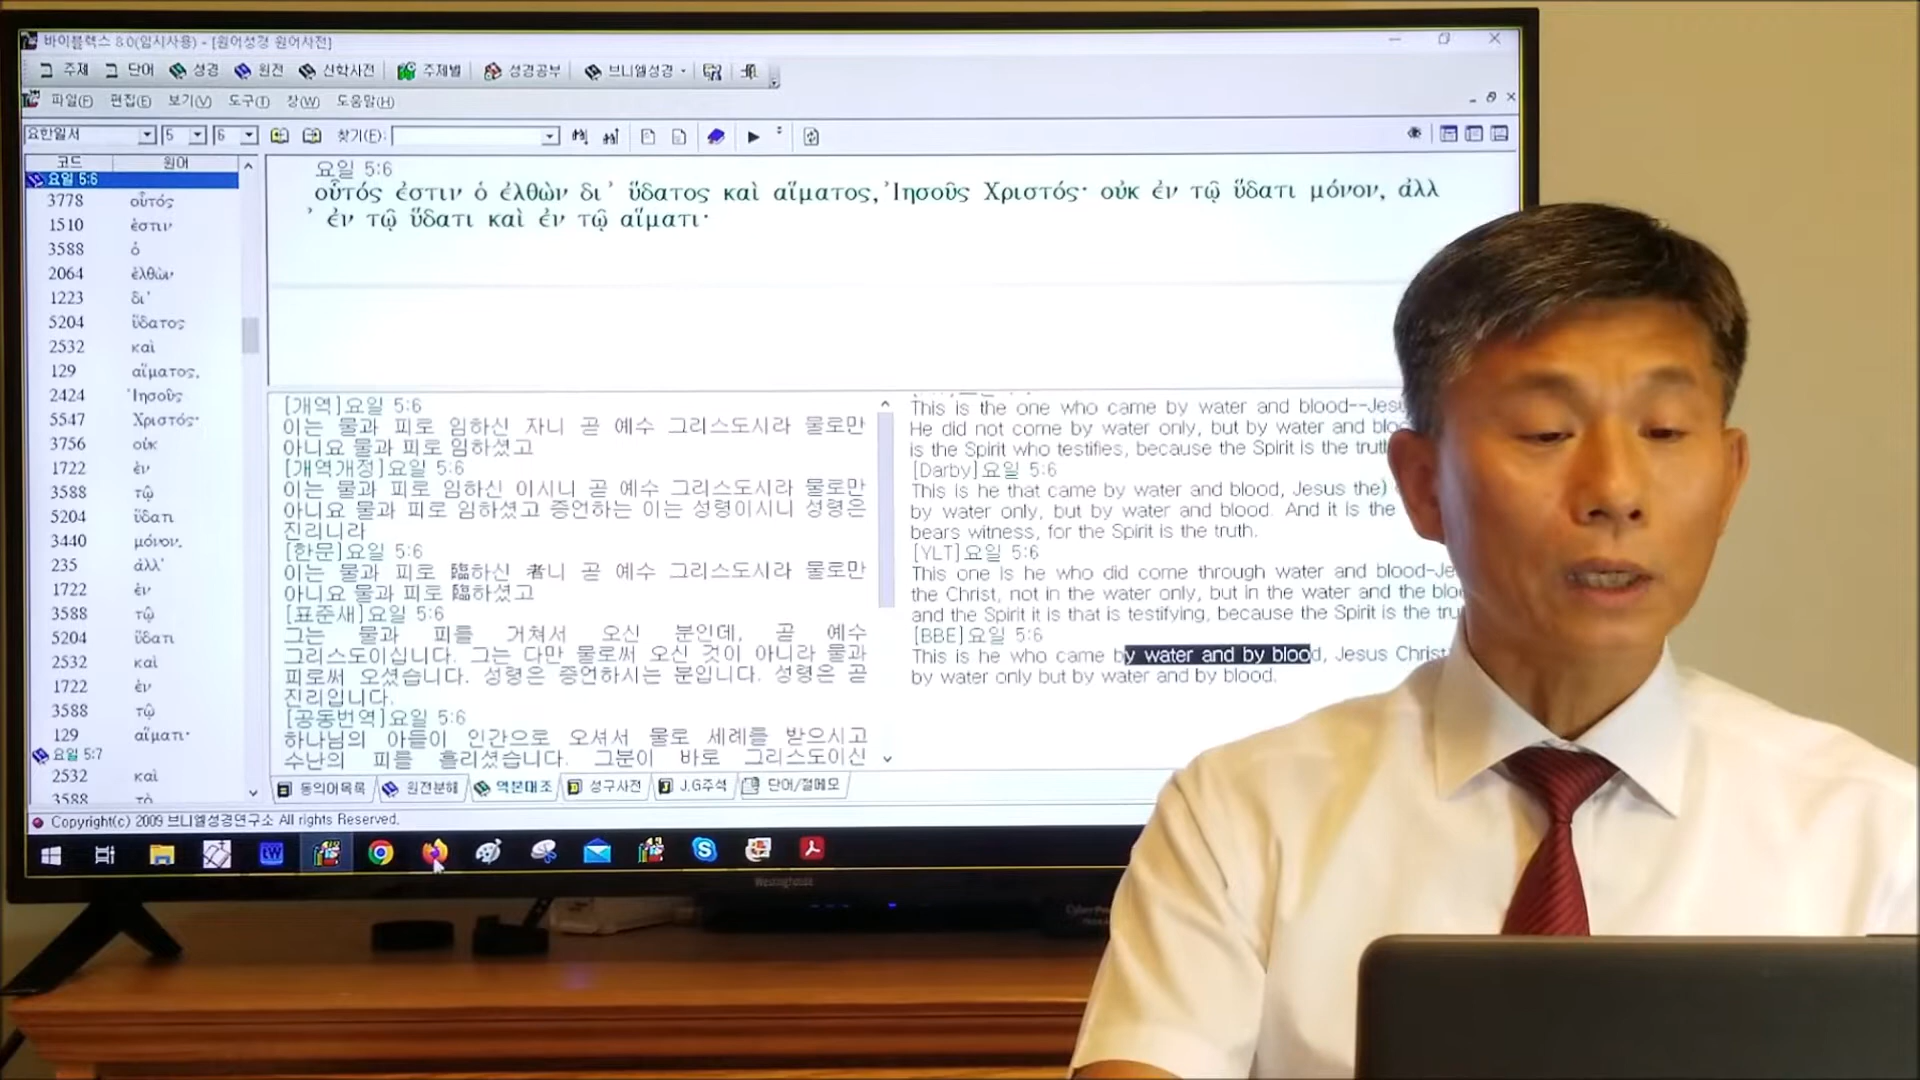 바이블렉스 8.0(임시사용) - [원어성경 원어사전]
주제 단어 성경 원전 신학사전 주제별 성경공부 브니엘성경
파일(F) 편집(E) 보기(V) 도구(T) 창(W) 도움말(H)
요한일서 5 6 찾기(E):
코드 원어
요일 5:6
3778 οὗτός
1510 ἐστιν
3588 ὁ
2064 ἐλθὼν
1223 δι'
5204 ὕδατος
2532 καὶ
129 αἵματος,
2424 Ἰησοῦς
5547 Χριστός·
3756 οὐκ
1722 ἐν
3588 τῷ
5204 ὕδατι
3440 μόνον,
235 ἀλλ'
1722 ἐν
3588 τῷ
5204 ὕδατι
2532 καὶ
1722 ἐν
3588 τῷ
129 αἵματι·
요일 5:7
2532 καὶ
3588 τὸ
요일 5:6
οὗτός ἐστιν ὁ ἐλθὼν δι' ὕδατος καὶ αἵματος, Ἰησοῦς Χριστός· οὐκ ἐν τῷ ὕδατι μόνον, ἀλλ
' ἐν τῷ ὕδατι καὶ ἐν τῷ αἵματι·
[개역]요일 5:6
이는 물과 피로 임하신 자니 곧 예수 그리스도시라 물로만
아니요 물과 피로 임하셨고
[개역개정]요일 5:6
이는 물과 피로 임하신 이시니 곧 예수 그리스도시라 물로만
아니요 물과 피로 임하셨고 증언하는 이는 성령이시니 성령은
진리니라
[한문]요일 5:6
이는 물과 피로 臨하신 者니 곧 예수 그리스도시라 물로만
아니요 물과 피로 臨하셨고
[표준새]요일 5:6
그는 물과 피를 거쳐서 오신 분인데, 곧 예수
그리스도이십니다. 그는 다만 물로써 오신 것이 아니라 물과
피로써 오셨습니다. 성령은 증언하시는 분입니다. 성령은 곧
진리입니다.
[공동번역]요일 5:6
하나님의 아들이 인간으로 오셔서 물로 세례를 받으시고
수난의 피를 흘리셨습니다. 그분이 바로 그리스도이신
This is the one who came by water and blood--Jesu
He did not come by water only, but by water and bloo
is the Spirit who testifies, because the Spirit is the truth
[Darby]요일 5:6
This is he that came by water and blood, Jesus the)
by water only, but by water and blood. And it is the
bears witness, for the Spirit is the truth.
[YLT]요일 5:6
This one is he who did come through water and blood-Je
the Christ, not in the water only, but in the water and the bloo
and the Spirit it is that is testifying, because the Spirit is the tru
[BBE]요일 5:6
This is he who came by water and by blood, Jesus Christ
by water only but by water and by blood.
동의어목록 원전분해 역본대조 성구사전 J.G주석 단어/절메모
Copyright(c) 2009 브니엘성경연구소 All rights Reserved.
Westinghouse